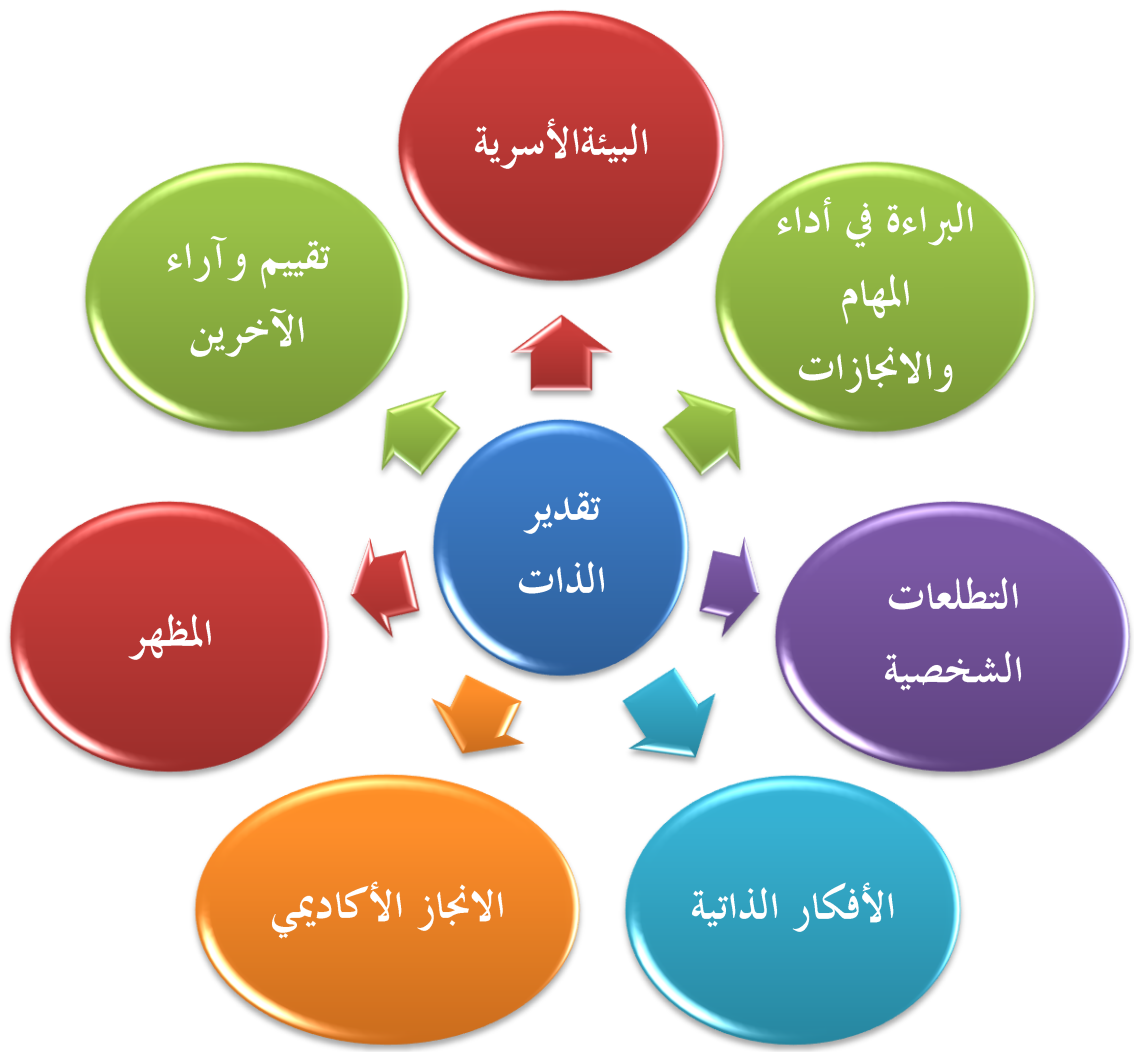 البيئةالأسرية
البراءة في أداء
المهام
والانجازات
تقييم وآراء
الآخرين
تقدير
الذات
التطلعات
الشخصية
المظهر
الأفكار الذاتية
الانجاز الأكاديمي